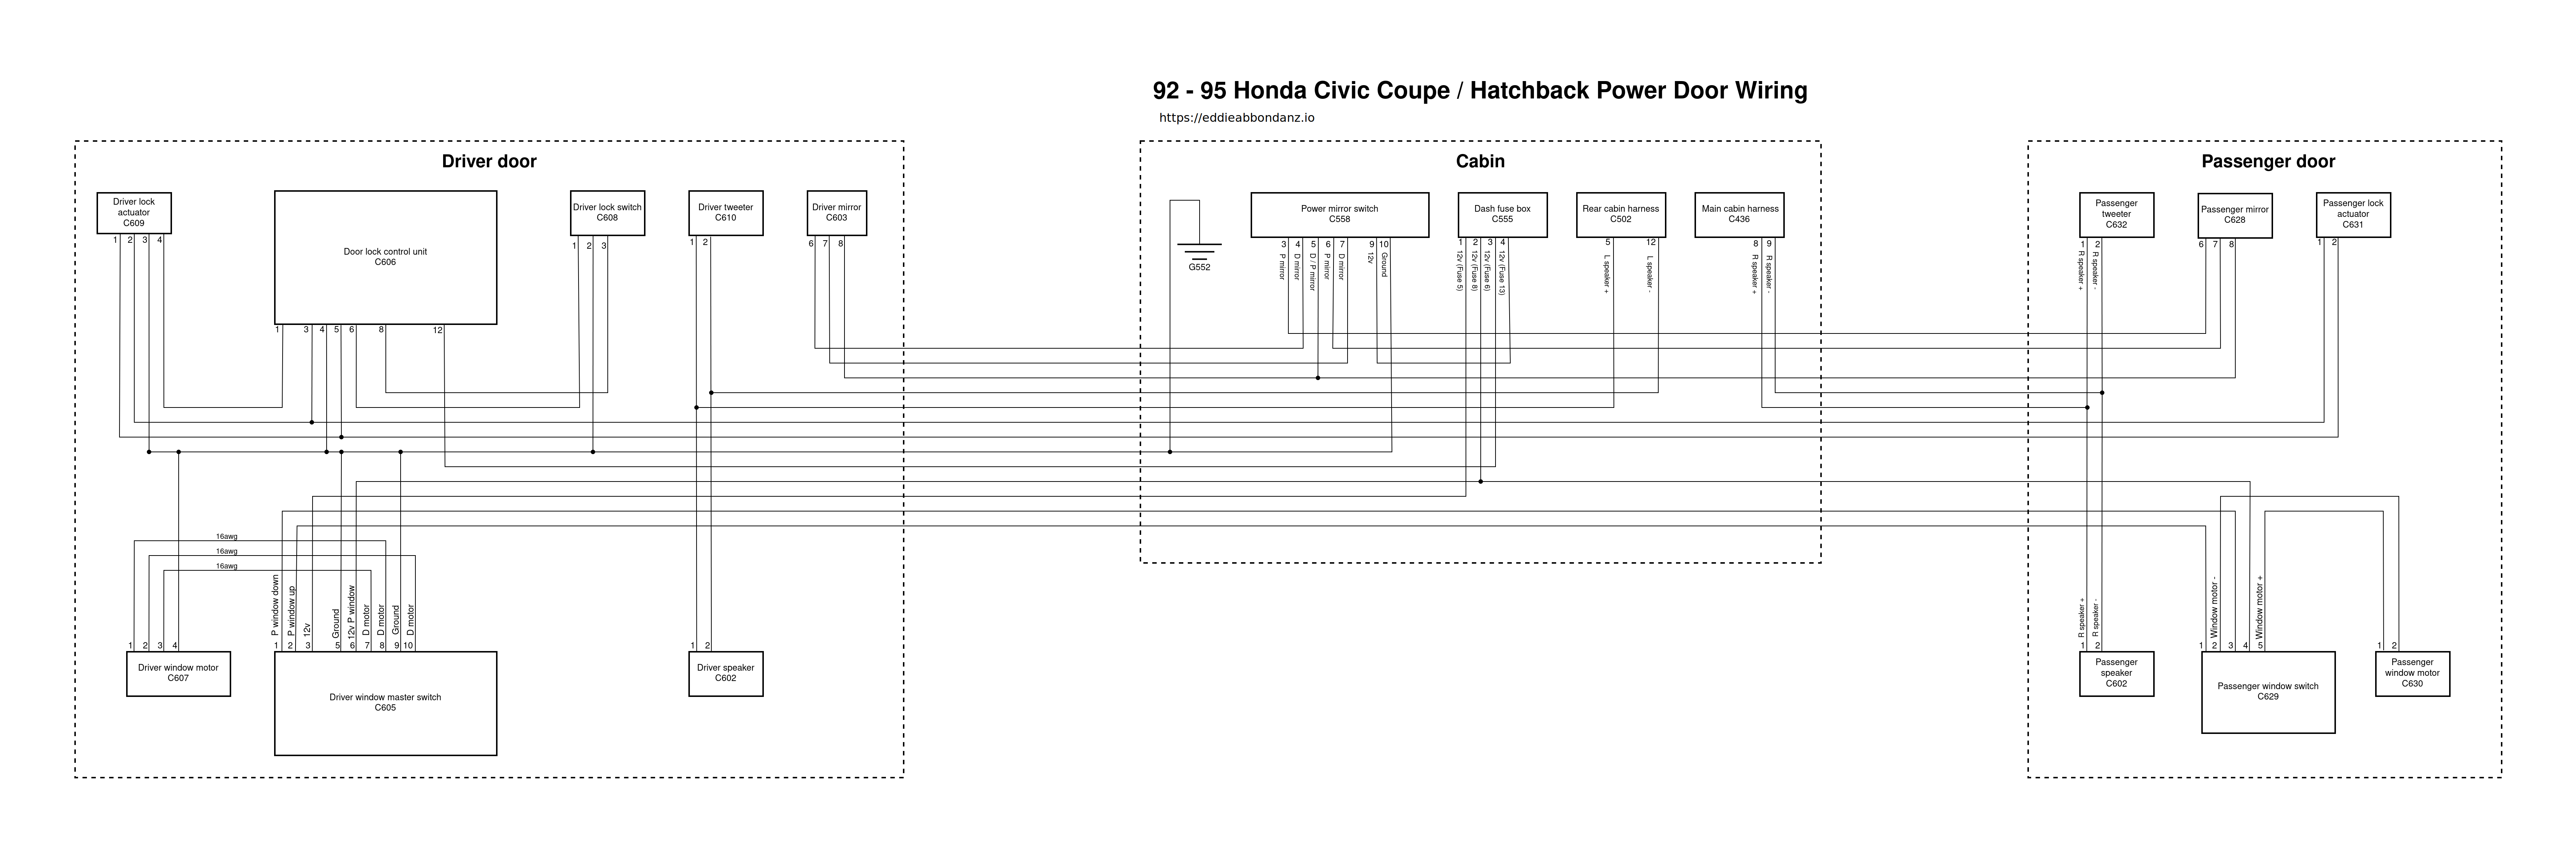 92 - 95 Honda Civic Coupe / Hatchback Power Door Wiring
https://eddieabbondanz.io
Driver door
Driver lock
actuator
C609
1 2 3 4
Door lock control unit
C606
1 3 4 5 6 8 12
Driver lock switch
C608
1 2 3
Driver tweeter
C610
1 2
Driver mirror
C603
6 7 8
16awg
16awg
16awg
P window down
P window up
12v
Ground
12v P window
D motor
D motor
Ground
D motor
1 2 3 4
Driver window motor
C607
1 2 3 5 6 7 8 9 10
Driver window master switch
C605
1 2
Driver speaker
C602
Cabin
G552
Power mirror switch
C558
3 4 5 6 7 9 10
P mirror
D mirror
D / P mirror
P mirror
D mirror
12v
Ground
Dash fuse box
C555
1 2 3 4
12v (Fuse 5)
12v (Fuse 8)
12v (Fuse 6)
12v (Fuse 13)
Rear cabin harness
C502
5 12
L speaker +
L speaker -
Main cabin harness
C436
8 9
R speaker +
R speaker -
Passenger door
Passenger
tweeter
C632
1 2
R speaker +
R speaker -
Passenger mirror
C628
6 7 8
Passenger lock
actuator
C631
1 2
R speaker +
R speaker -
1 2
Passenger
speaker
C602
Window motor -
Window motor +
1 2 3 4 5
Passenger window switch
C629
1 2
Passenger
window motor
C630